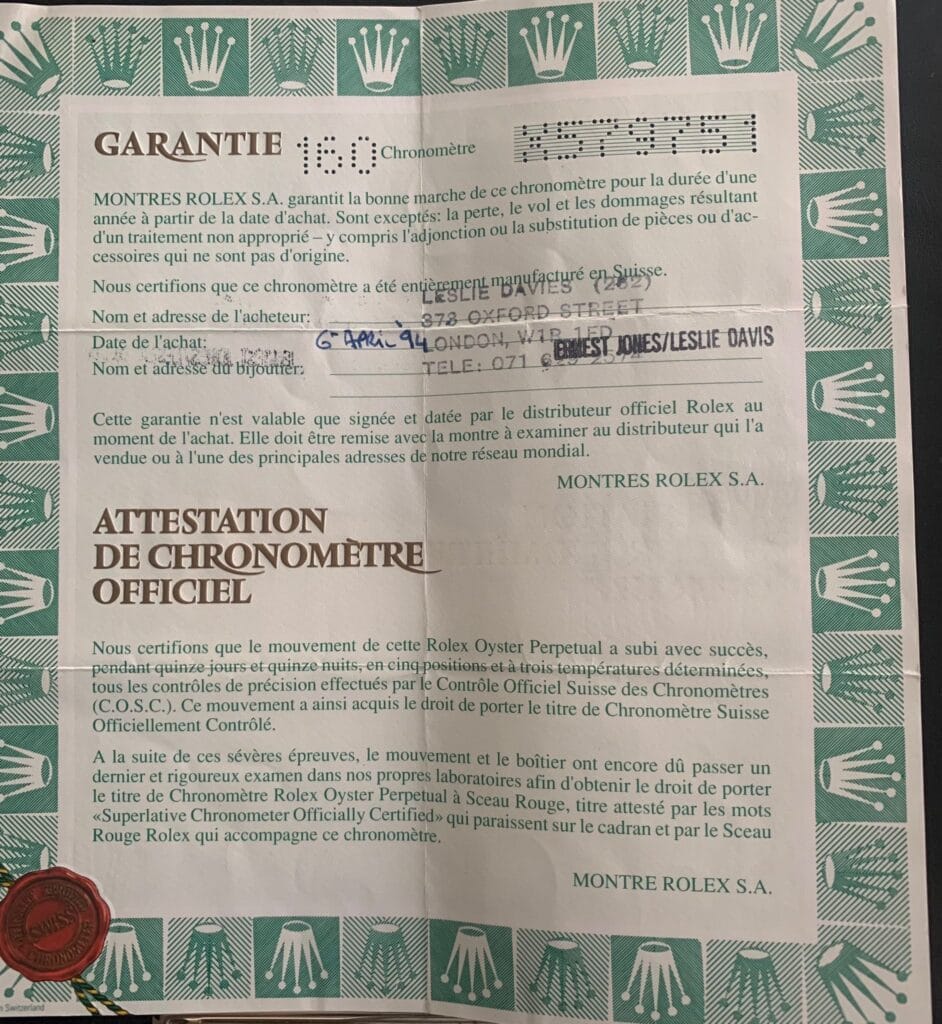 GARANTIE 160 Chronomètre X579751
MONTRES ROLEX S.A. garantit la bonne marche de ce chronomètre pour la durée d'une
année à partir de la date d'achat. Sont exceptés: la perte, le vol et les dommages résultant
d'un traitement non approprié – y compris l'adjonction ou la substitution de pièces ou d'ac-
cessoires qui ne sont pas d'origine.
Nous certifions que ce chronomètre a été entièrement manufacturé en Suisse.
LESLIE DAVIES (262)
Nom et adresse de l'acheteur: 373 OXFORD STREET
Date de l'achat: 6th April '94 LONDON, W1R 1FD
ERNEST JONES/LESLIE DAVIS
Nom et adresse du bijoutier: TELE: 071
Cette garantie n'est valable que signée et datée par le distributeur officiel Rolex au
moment de l'achat. Elle doit être remise avec la montre à examiner au distributeur qui l'a
vendue ou à l'une des principales adresses de notre réseau mondial.
MONTRES ROLEX S.A.
ATTESTATION
DE CHRONOMÈTRE
OFFICIEL
Nous certifions que le mouvement de cette Rolex Oyster Perpetual a subi avec succès,
pendant quinze jours et quinze nuits, en cinq positions et à trois températures déterminées,
tous les contrôles de précision effectués par le Contrôle Officiel Suisse des Chronomètres
(C.O.S.C.). Ce mouvement a ainsi acquis le droit de porter le titre de Chronomètre Suisse
Officiellement Contrôlé.
A la suite de ces sévères épreuves, le mouvement et le boîtier ont encore dû passer un
dernier et rigoureux examen dans nos propres laboratoires afin d'obtenir le droit de porter
le titre de Chronomètre Rolex Oyster Perpetual à Sceau Rouge, titre attesté par les mots
«Superlative Chronometer Officially Certified» qui paraissent sur le cadran et par le Sceau
Rouge Rolex qui accompagne ce chronomètre.
MONTRE ROLEX S.A.
SWISS
CHRONOMETER
Switzerland